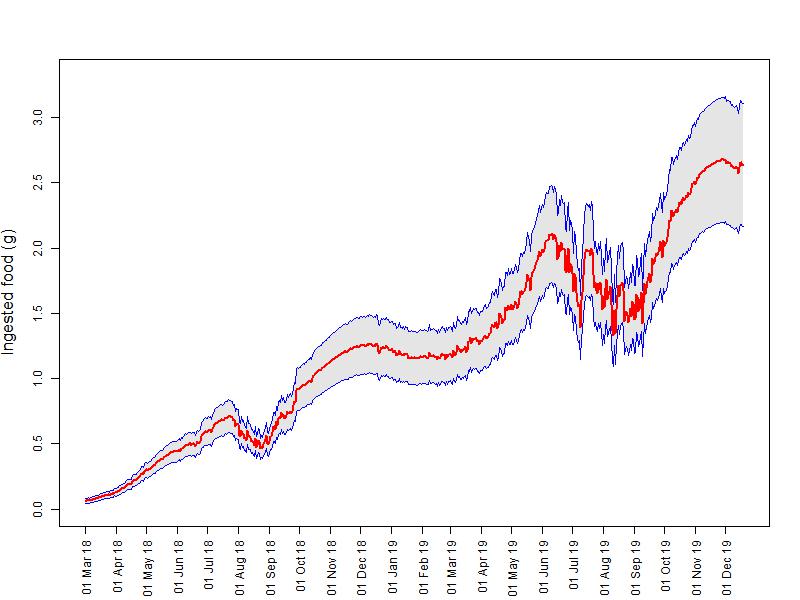 Ingested food (g)
3.0
2.5
2.0
1.5
1.0
0.5
0.0
01 Mar 18
01 Apr 18
01 May 18
01 Jun 18
01 Jul 18
01 Aug 18
01 Sep 18
01 Oct 18
01 Nov 18
01 Dec 18
01 Jan 19
01 Feb 19
01 Mar 19
01 Apr 19
01 May 19
01 Jun 19
01 Jul 19
01 Aug 19
01 Sep 19
01 Oct 19
01 Nov 19
01 Dec 19